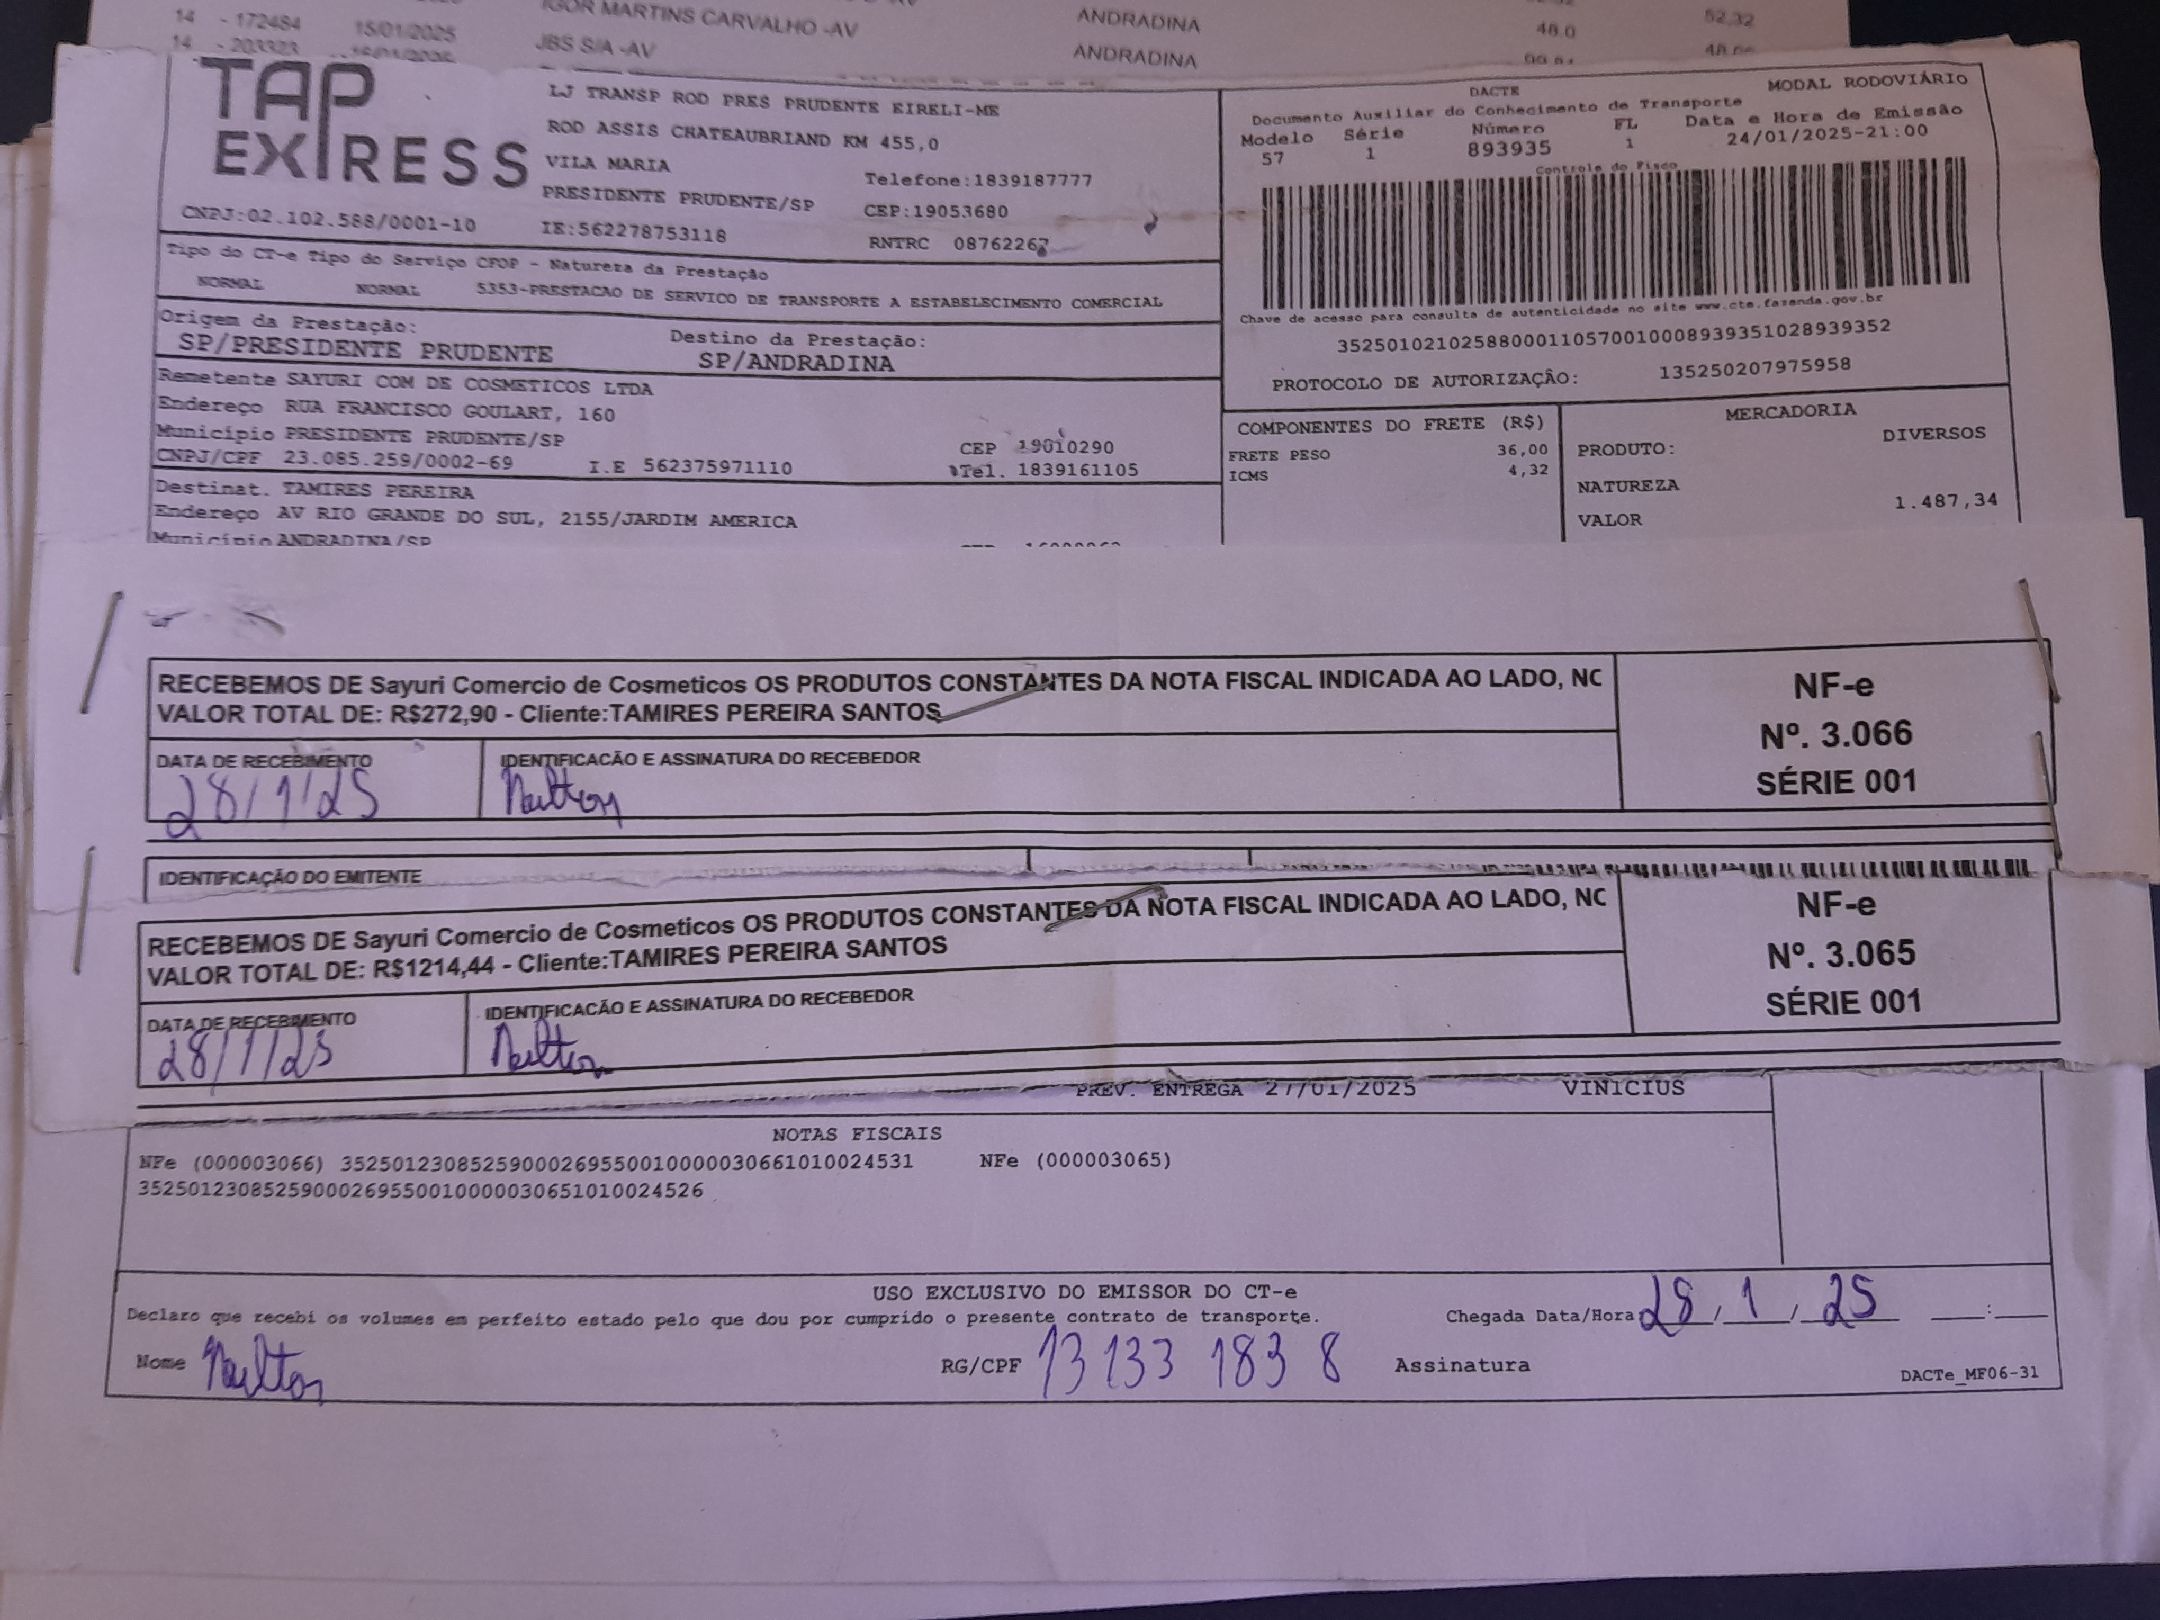 14 - 172484 15/01/2025 IGOR MARTINS CARVALHO -AV ANDRADINA 48.0 52.32
14 - 203323 JBS S/A -AV ANDRADINA
TAP EXPRESS
LJ TRANSP ROD PRES PRUDENTE EIRELI-ME
ROD ASSIS CHATEAUBRIAND KM 455,0
VILA MARIA Telefone:1839187777
PRESIDENTE PRUDENTE/SP CEP:19053680
CNPJ:02.102.588/0001-10 IE:562278753118 RNTRC 08762267
DACTE MODAL RODOVIÁRIO
Documento Auxiliar do Conhecimento de Transporte
Modelo Série Número FL Data e Hora de Emissão
57 1 893935 1 24/01/2025-21:00
Controle do Fisco
Chave de acesso para consulta de autenticidade no site www.cte.fazenda.gov.br
35250102102588000110570010008939351028939352
PROTOCOLO DE AUTORIZAÇÃO: 135250207975958
Tipo do CT-e Tipo do Serviço CFOP - Natureza da Prestação
NORMAL NORMAL 5353-PRESTACAO DE SERVICO DE TRANSPORTE A ESTABELECIMENTO COMERCIAL
Origem da Prestação: Destino da Prestação:
SP/PRESIDENTE PRUDENTE SP/ANDRADINA
Remetente SAYURI COM DE COSMETICOS LTDA
Endereço RUA FRANCISCO GOULART, 160
Município PRESIDENTE PRUDENTE/SP CEP 19010290
CNPJ/CPF 23.085.259/0002-69 I.E 562375971110 Tel. 1839161105
Destinat. TAMIRES PEREIRA
Endereço AV RIO GRANDE DO SUL, 2155/JARDIM AMERICA
Município ANDRADINA/SP
COMPONENTES DO FRETE (R$)
FRETE PESO 36,00
ICMS 4,32
MERCADORIA
PRODUTO: DIVERSOS
NATUREZA
VALOR 1.487,34
RECEBEMOS DE Sayuri Comercio de Cosmeticos OS PRODUTOS CONSTANTES DA NOTA FISCAL INDICADA AO LADO, NO
VALOR TOTAL DE: R$272,90 - Cliente:TAMIRES PEREIRA SANTOS
DATA DE RECEBIMENTO IDENTIFICAÇÃO E ASSINATURA DO RECEBEDOR
28/1/25 Nailton
NF-e
Nº. 3.066
SÉRIE 001
IDENTIFICAÇÃO DO EMITENTE
RECEBEMOS DE Sayuri Comercio de Cosmeticos OS PRODUTOS CONSTANTES DA NOTA FISCAL INDICADA AO LADO, NO
VALOR TOTAL DE: R$1214,44 - Cliente:TAMIRES PEREIRA SANTOS
DATA DE RECEBIMENTO IDENTIFICAÇÃO E ASSINATURA DO RECEBEDOR
28/1/25 Nailton
NF-e
Nº. 3.065
SÉRIE 001
PREV. ENTREGA 27/01/2025 VINICIUS
NOTAS FISCAIS
NFe (000003066) 35250123085259000269550010000030661010024531 NFe (000003065)
35250123085259000269550010000030651010024526
USO EXCLUSIVO DO EMISSOR DO CT-e
Declaro que recebi os volumes em perfeito estado pelo que dou por cumprido o presente contrato de transporte. Chegada Data/Hora 28/1/25 :
Nome Nailton RG/CPF 13 133 183 8 Assinatura
DACTe_MF06-31